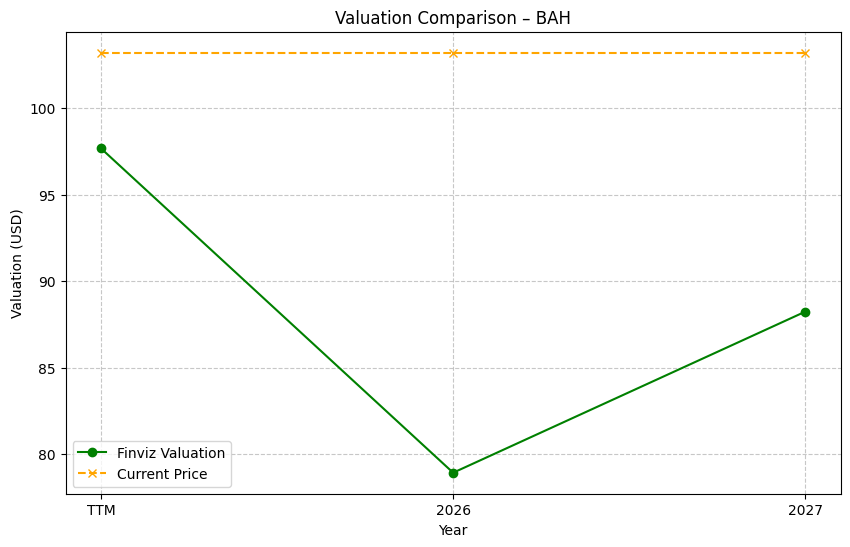 Valuation Comparison – BAH
Valuation (USD)
100
95
90
85
80
Finviz Valuation
Current Price
TTM
2026
2027
Year